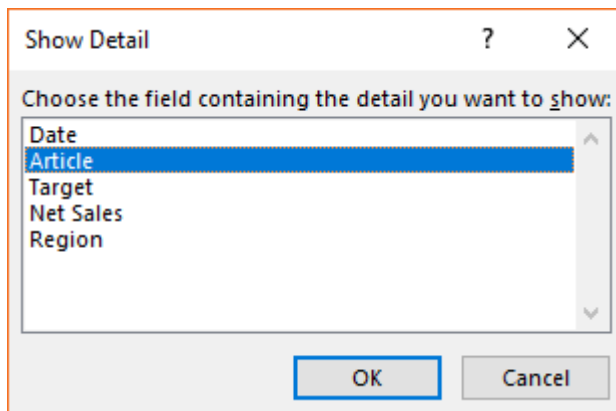 Show Detail ?
Choose the field containing the detail you want to show:
Date
Article
Target
Net Sales
Region
OK Cancel